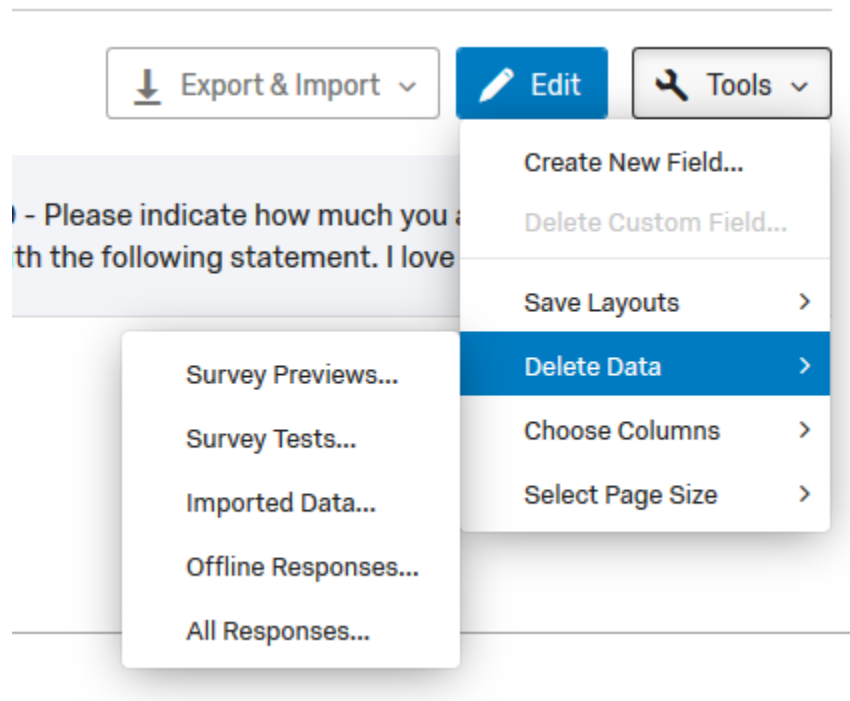 Export & Import
Edit
Tools
- Please indicate how much you
th the following statement. I love
Create New Field...
Delete Custom Field...
Save Layouts
Delete Data
Choose Columns
Select Page Size
Survey Previews...
Survey Tests...
Imported Data...
Offline Responses...
All Responses...